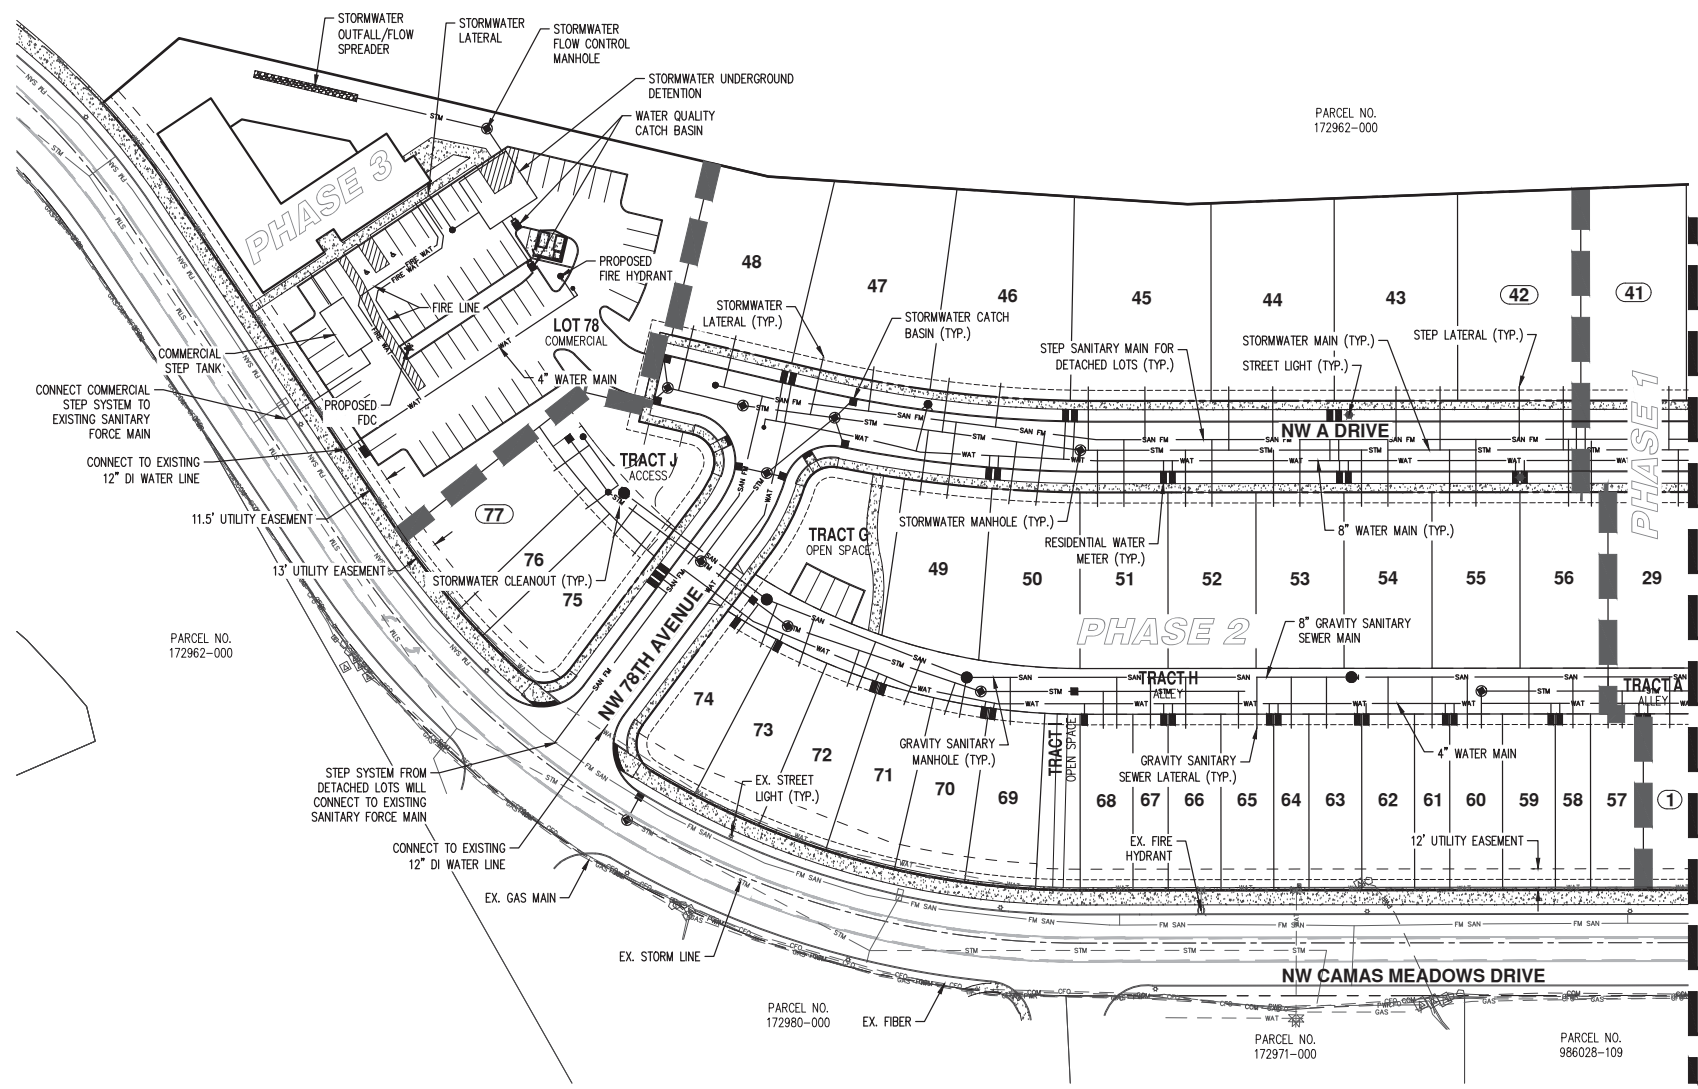 STORMWATER
OUTFALL/FLOW
SPREADER
STORMWATER
LATERAL
STORMWATER
FLOW CONTROL
MANHOLE
STORMWATER UNDERGROUND
DETENTION
WATER QUALITY
CATCH BASIN
PARCEL NO.
172962-000
PHASE 3
PROPOSED
FIRE HYDRANT
FIRE WAT
FIRE WAT
FIRE WAT
FIRE LINE
LOT 78
COMMERCIAL
COMMERCIAL
STEP TANK
4" WATER MAIN
PROPOSED
FDC
CONNECT COMMERCIAL
STEP SYSTEM TO
EXISTING SANITARY
FORCE MAIN
CONNECT TO EXISTING
12" DI WATER LINE
11.5' UTILITY EASEMENT
13' UTILITY EASEMENT
48
47
46
45
44
43
42
41
STORMWATER
LATERAL (TYP.)
STORMWATER CATCH
BASIN (TYP.)
STEP SANITARY MAIN FOR
DETACHED LOTS (TYP.)
STORMWATER MAIN (TYP.)
STREET LIGHT (TYP.)
STEP LATERAL (TYP.)
NW A DRIVE
PHASE 1
TRACT J
ACCESS
77
76
75
STORMWATER CLEANOUT (TYP.)
TRACT G
OPEN SPACE
STORMWATER MANHOLE (TYP.)
RESIDENTIAL WATER
METER (TYP.)
8" WATER MAIN (TYP.)
49
50
51
52
53
54
55
56
29
PHASE 2
8" GRAVITY SANITARY
SEWER MAIN
NW 78TH AVENUE
TRACT H
ALLEY
TRACT A
ALLEY
PARCEL NO.
172962-000
74
73
72
71
70
69
68
67
66
65
64
63
62
61
60
59
58
57
1
TRACT I
OPEN SPACE
GRAVITY SANITARY
MANHOLE (TYP.)
GRAVITY SANITARY
SEWER LATERAL (TYP.)
4" WATER MAIN
STEP SYSTEM FROM
DETACHED LOTS WILL
CONNECT TO EXISTING
SANITARY FORCE MAIN
EX. STREET
LIGHT (TYP.)
CONNECT TO EXISTING
12" DI WATER LINE
EX. FIRE
HYDRANT
12' UTILITY EASEMENT
EX. GAS MAIN
EX. STORM LINE
EX. FIBER
NW CAMAS MEADOWS DRIVE
PARCEL NO.
172980-000
PARCEL NO.
172971-000
PARCEL NO.
986028-109